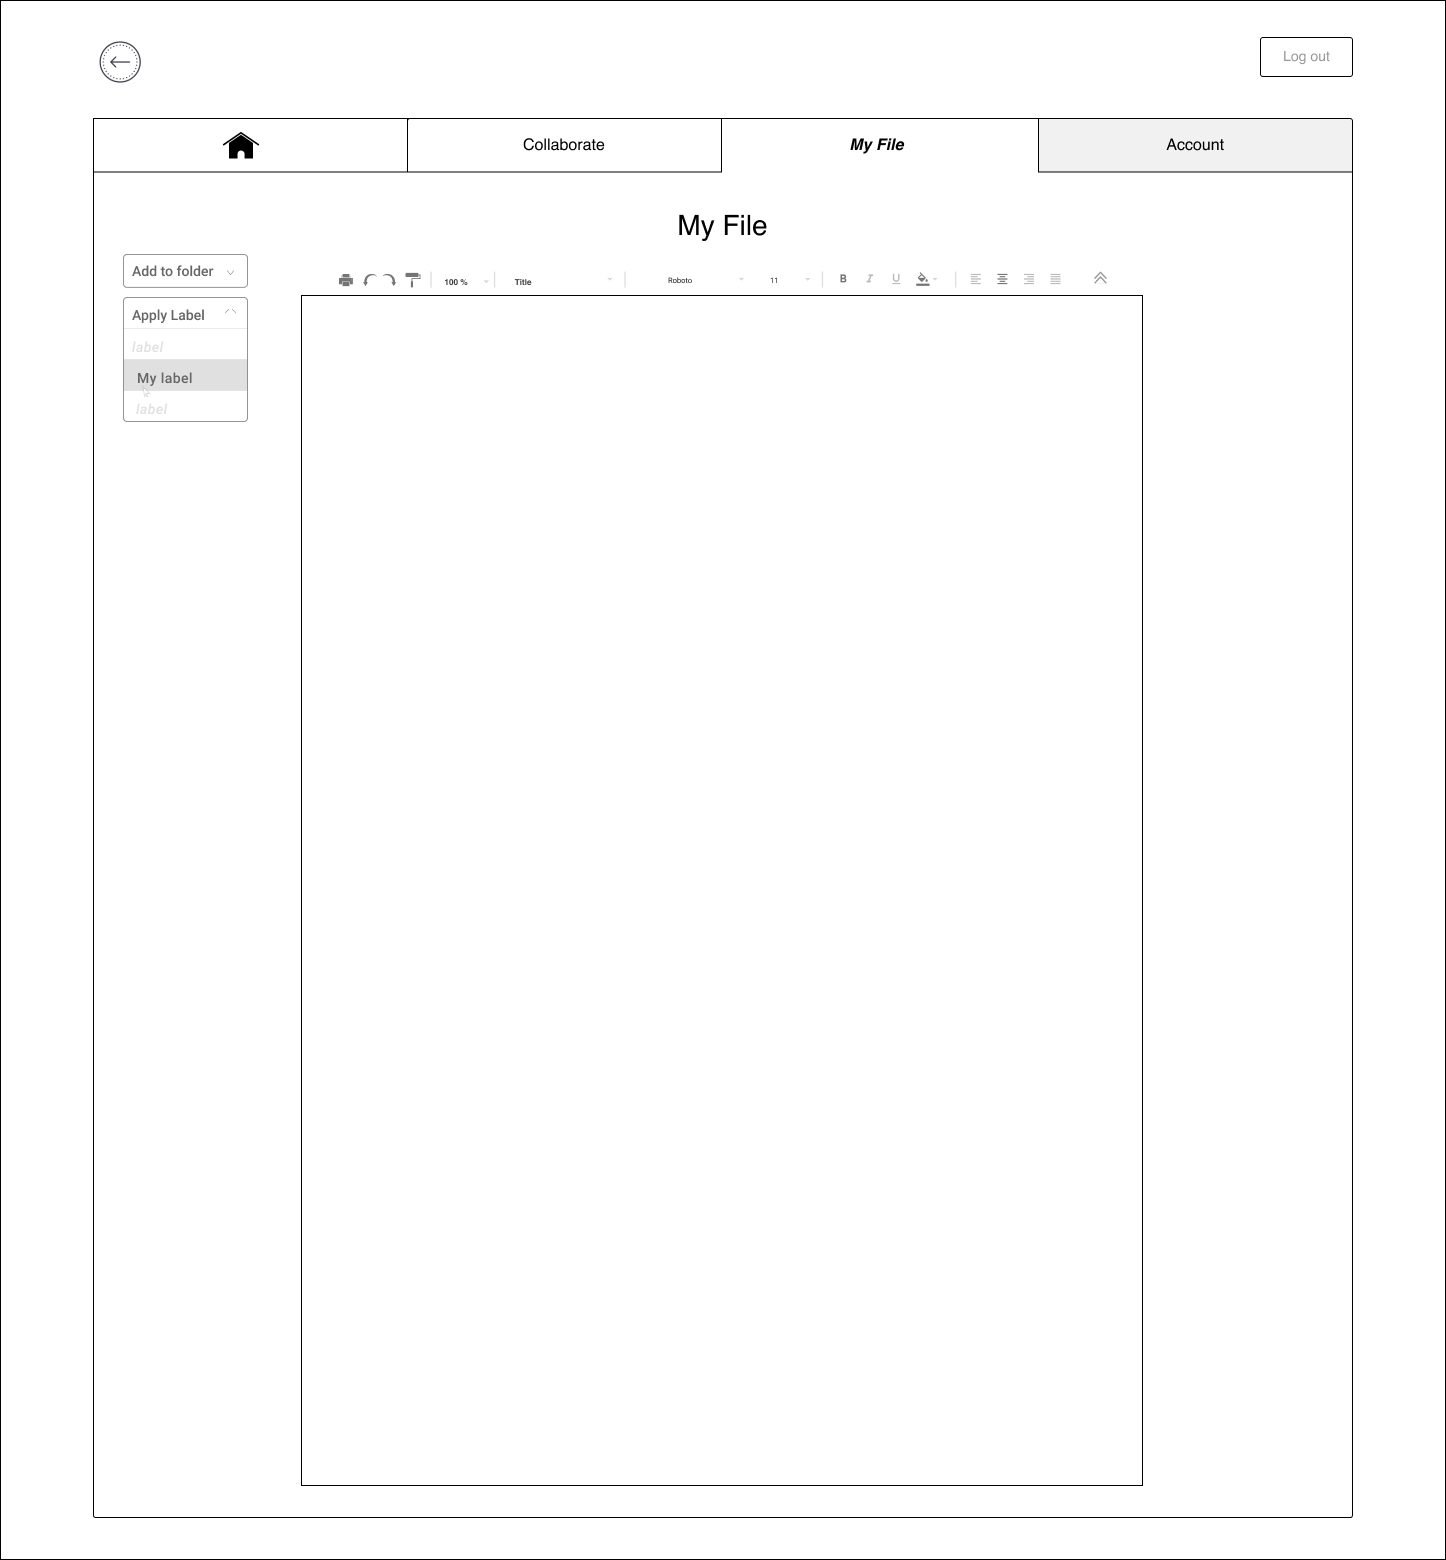 Log out
Collaborate
My File
Account
My File
Add to folder
100 %
Title
Roboto
11
B
I
U
Apply Label
label
My label
label